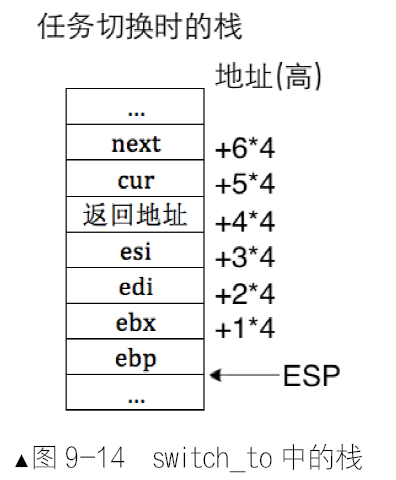 任务切换时的栈
地址(高)
...
next +6*4
cur +5*4
返回地址 +4*4
esi +3*4
edi +2*4
ebx +1*4
ebp
ESP
...
▲图 9-14 switch_to 中的栈